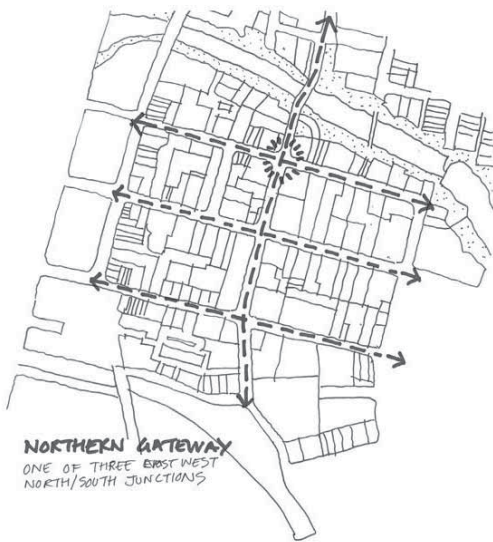 NORTHERN GATEWAY
ONE OF THREE EAST WEST
NORTH/SOUTH JUNCTIONS